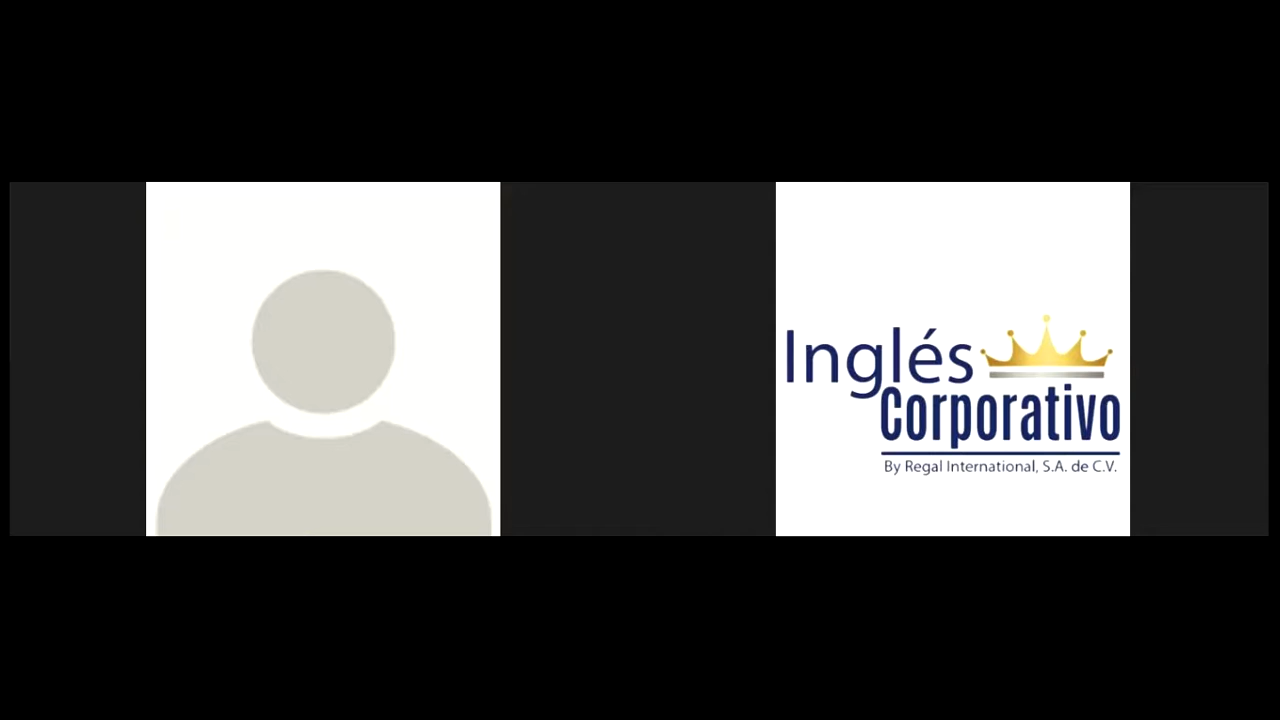 Inglés
Corporativo
By Regal International, S.A. de C.V.